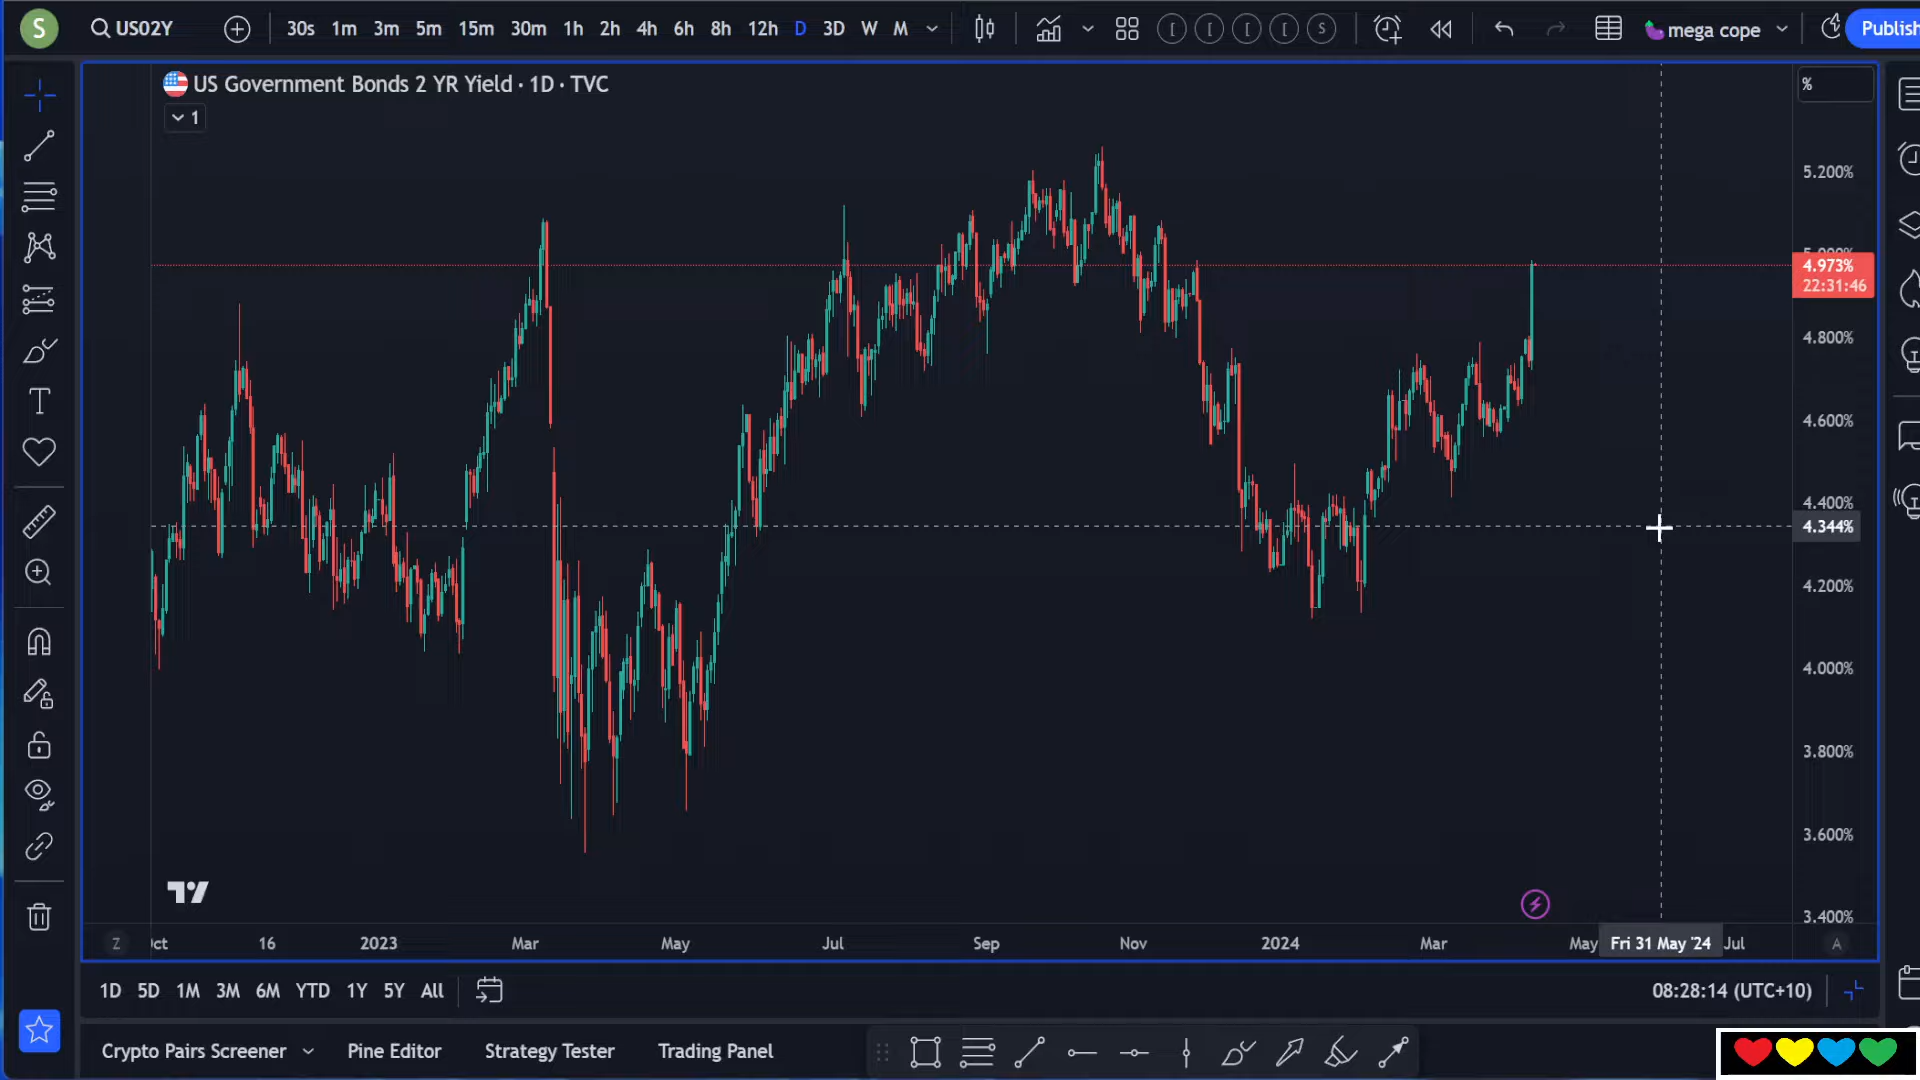 S
US02Y
30s 1m 3m 5m 15m 30m 1h 2h 4h 6h 8h 12h D 3D W M
[ [ [ [ S
mega cope
Publish
US Government Bonds 2 YR Yield · 1D · TVC
1
%
5.200%
4.973%
22:31:46
4.800%
4.600%
4.400%
4.344%
4.200%
4.000%
3.800%
3.600%
3.400%
Z 16 2023 Mar May Jul Sep Nov 2024 Mar May Fri 31 May '24 Jul A
1D 5D 1M 3M 6M YTD 1Y 5Y All
08:28:14 (UTC+10)
Crypto Pairs Screener Pine Editor Strategy Tester Trading Panel